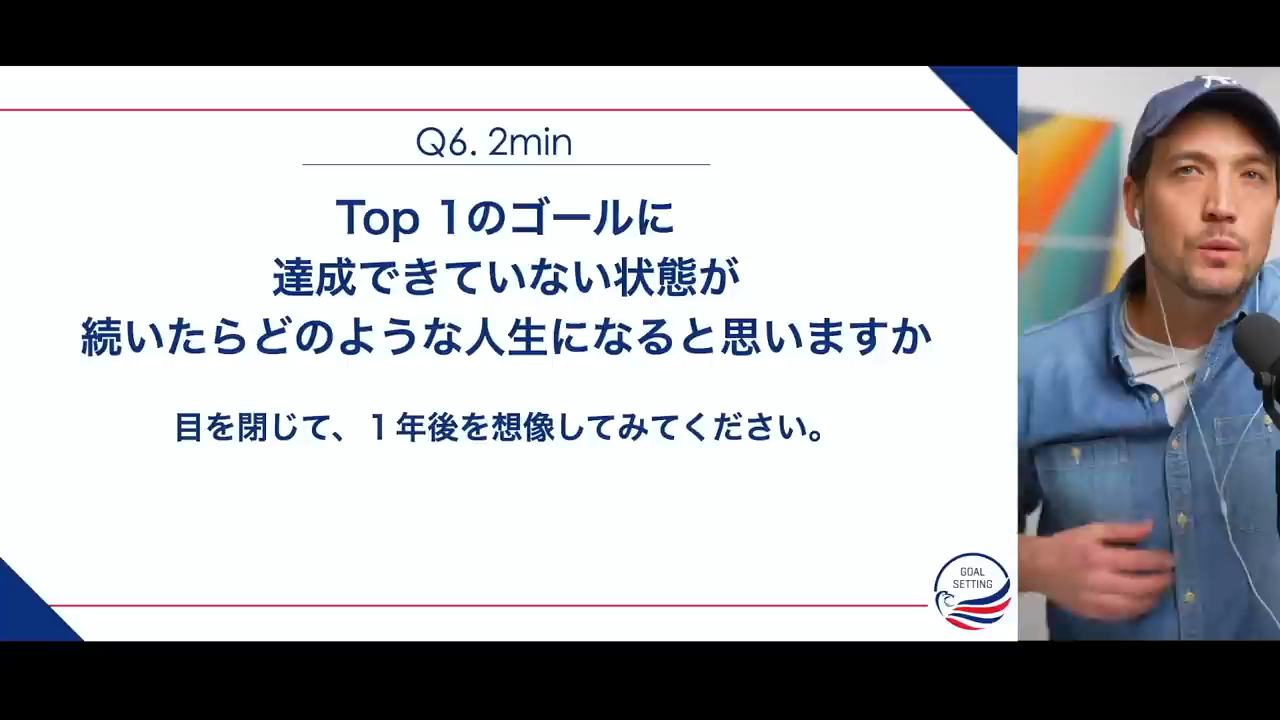 Q6. 2min
Top 1のゴールに
達成できていない状態が
続いたらどのような人生になると思いますか
目を閉じて、１年後を想像してみてください。
GOAL
SETTING